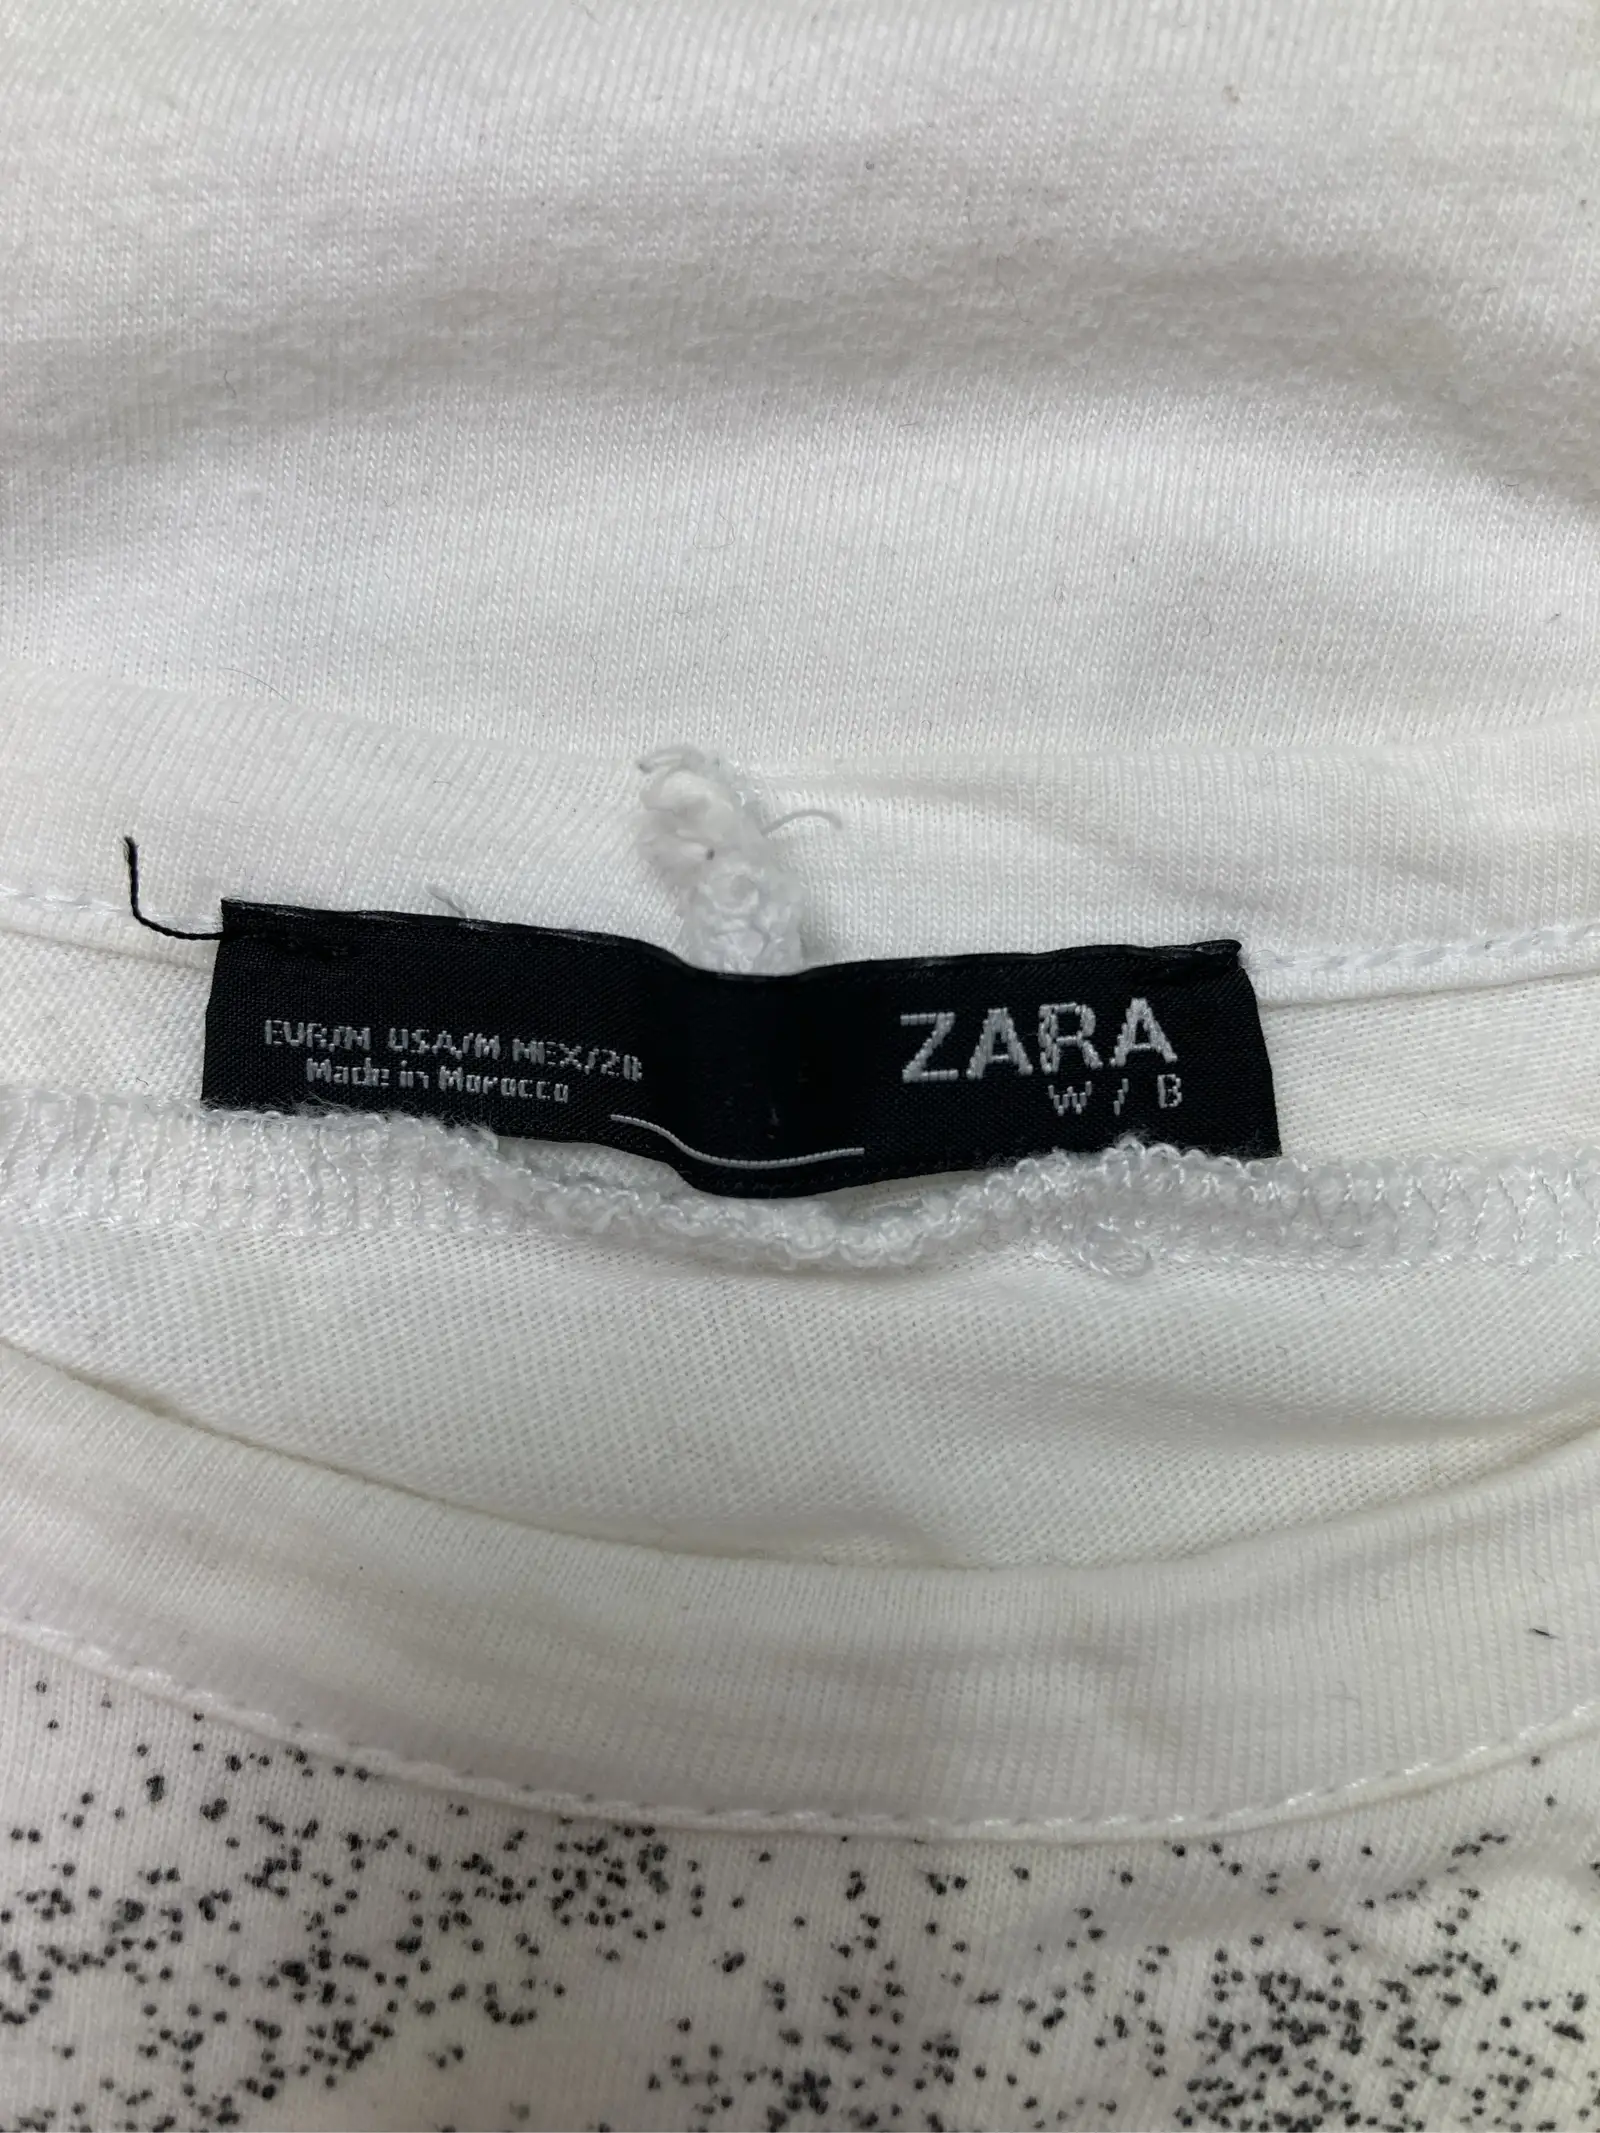 EUR/M USA/M MEX/28
Made in Morocco
ZARA
W / B